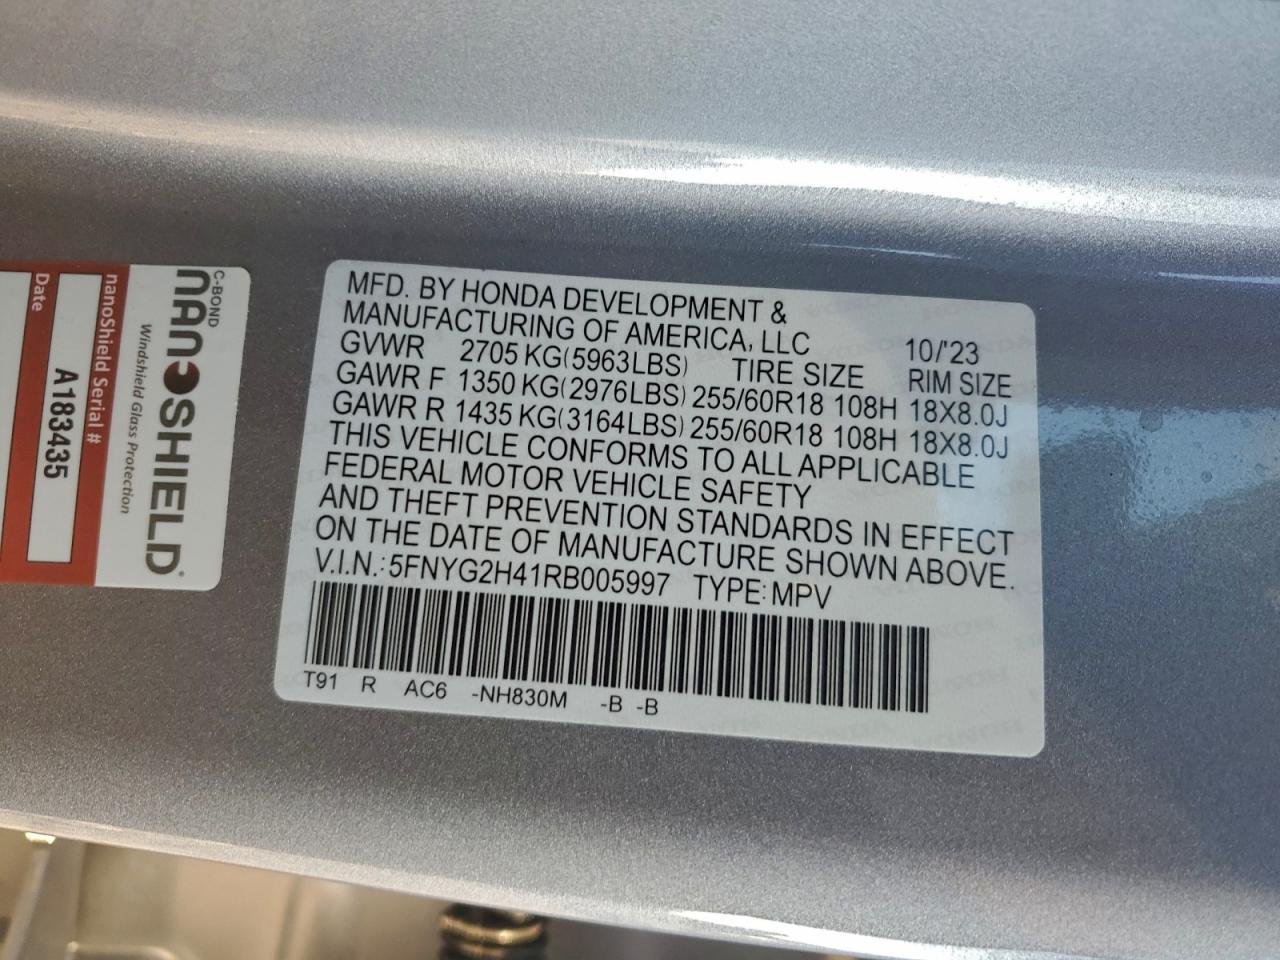 MFD. BY HONDA DEVELOPMENT &
MANUFACTURING OF AMERICA, LLC 10/'23
GVWR 2705 KG(5963LBS) TIRE SIZE RIM SIZE
GAWR F 1350 KG(2976LBS) 255/60R18 108H 18X8.0J
GAWR R 1435 KG(3164LBS) 255/60R18 108H 18X8.0J
THIS VEHICLE CONFORMS TO ALL APPLICABLE
FEDERAL MOTOR VEHICLE SAFETY
AND THEFT PREVENTION STANDARDS IN EFFECT
ON THE DATE OF MANUFACTURE SHOWN ABOVE.
V.I.N.: 5FNYG2H41RB005997 TYPE: MPV
T91 R AC6 -NH830M -B -B
C-BOND
NANOSHIELD
Windshield Glass Protection
nanoShield Serial #
A183435
Date